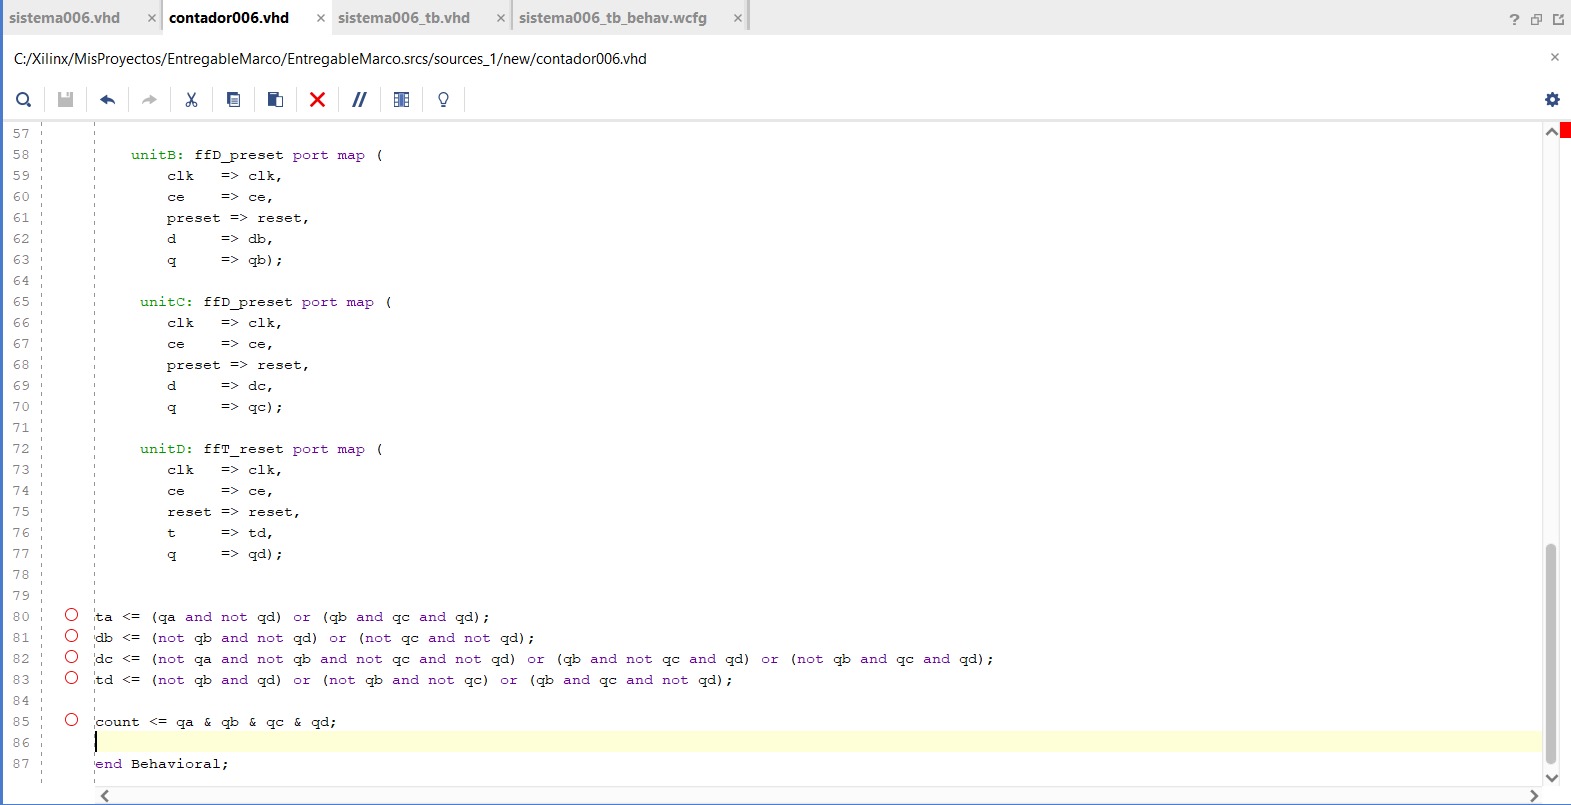 sistema006.vhd × contador006.vhd × sistema006_tb.vhd × sistema006_tb_behav.wcfg × ?
C:/Xilinx/MisProyectos/EntregableMarco/EntregableMarco.srcs/sources_1/new/contador006.vhd ×
57
58 unitB: ffD_preset port map (
59 clk => clk,
60 ce => ce,
61 preset => reset,
62 d => db,
63 q => qb);
64
65 unitC: ffD_preset port map (
66 clk => clk,
67 ce => ce,
68 preset => reset,
69 d => dc,
70 q => qc);
71
72 unitD: ffT_reset port map (
73 clk => clk,
74 ce => ce,
75 reset => reset,
76 t => td,
77 q => qd);
78
79
80 ta <= (qa and not qd) or (qb and qc and qd);
81 db <= (not qb and not qd) or (not qc and not qd);
82 dc <= (not qa and not qb and not qc and not qd) or (qb and not qc and qd) or (not qb and qc and qd);
83 td <= (not qb and qd) or (not qb and not qc) or (qb and qc and not qd);
84
85 count <= qa & qb & qc & qd;
86
87 end Behavioral;